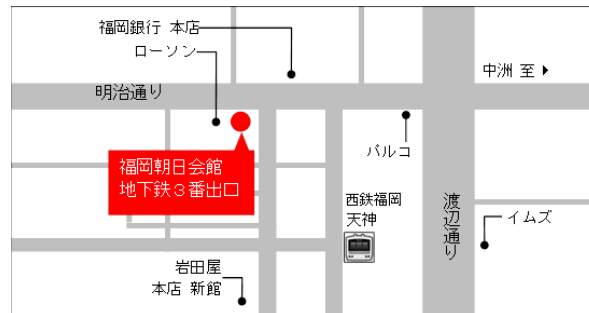 福岡銀行 本店
ローソン
中洲 至
明治通り
パルコ
福岡朝日会館
地下鉄３番出口
西鉄福岡
天神
渡辺通り
イムズ
岩田屋
本店 新館